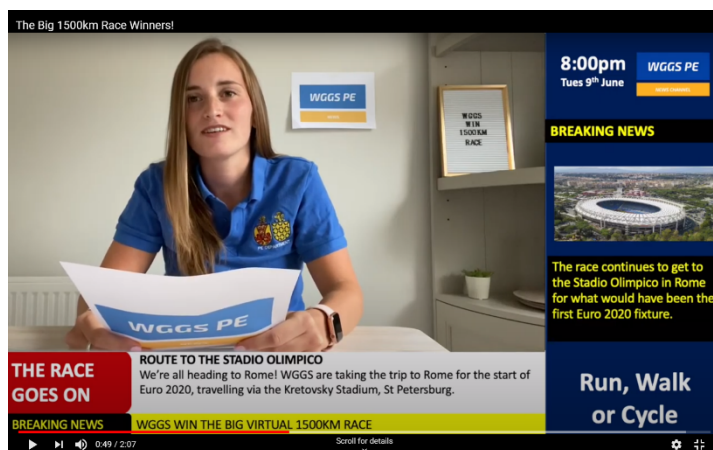 The Big 1500km Race Winners!
WGGS PE
WGGS
WIN
1500KM
RACE
8:00pm
Tues 9th June
WGGS PE
NEWS CHANNEL
BREAKING NEWS
The race continues to get to
the Stadio Olimpico in Rome
for what would have been the
first Euro 2020 fixture.
WGGS PE
THE RACE
GOES ON
ROUTE TO THE STADIO OLIMPICO
We're all heading to Rome! WGGS are taking the trip to Rome for the start of
Euro 2020, travelling via the Kretovsky Stadium, St Petersburg.
Run, Walk
or Cycle
BREAKING NEWS
WGGS WIN THE BIG VIRTUAL 1500KM RACE
0:49 / 2:07
Scroll for details